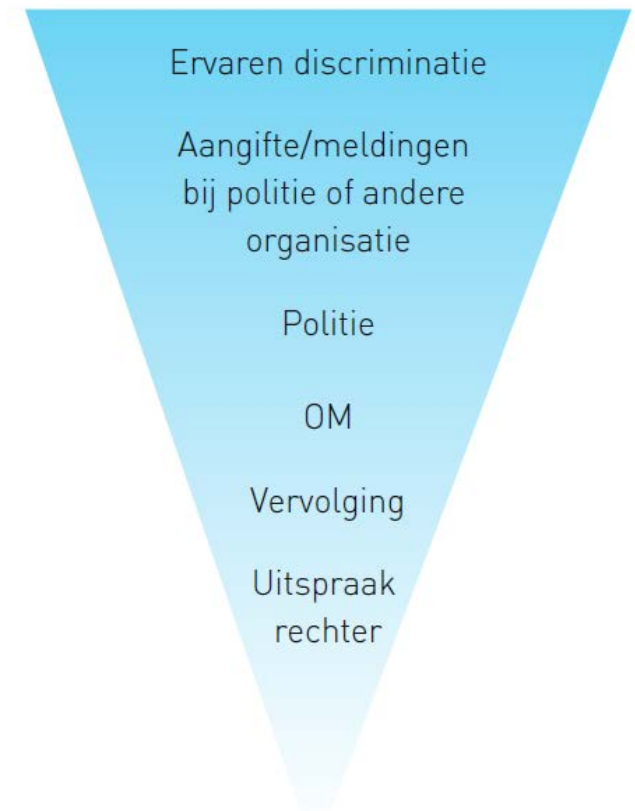 Ervaren discriminatie
Aangifte/meldingen
bij politie of andere
organisatie
Politie
OM
Vervolging
Uitspraak
rechter